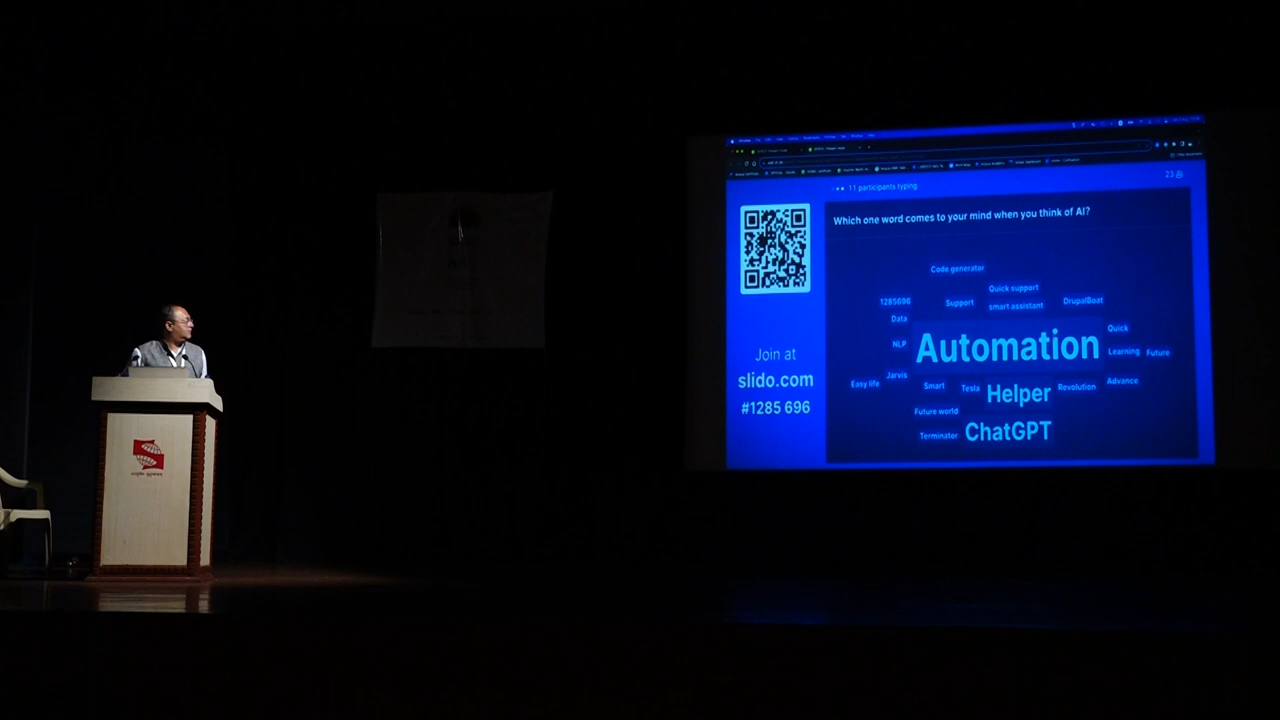 11 participants typing
23
Which one word comes to your mind when you think of AI?
Code generator
Quick support
1285696
Support
smart assistant
DrupalBoat
Data
Quick
NLP
Automation
Learning
Future
Jarvis
Easy life
Smart
Tesla
Helper
Revolution
Advance
Future world
Terminator
ChatGPT
Join at
slido.com
#1285 696